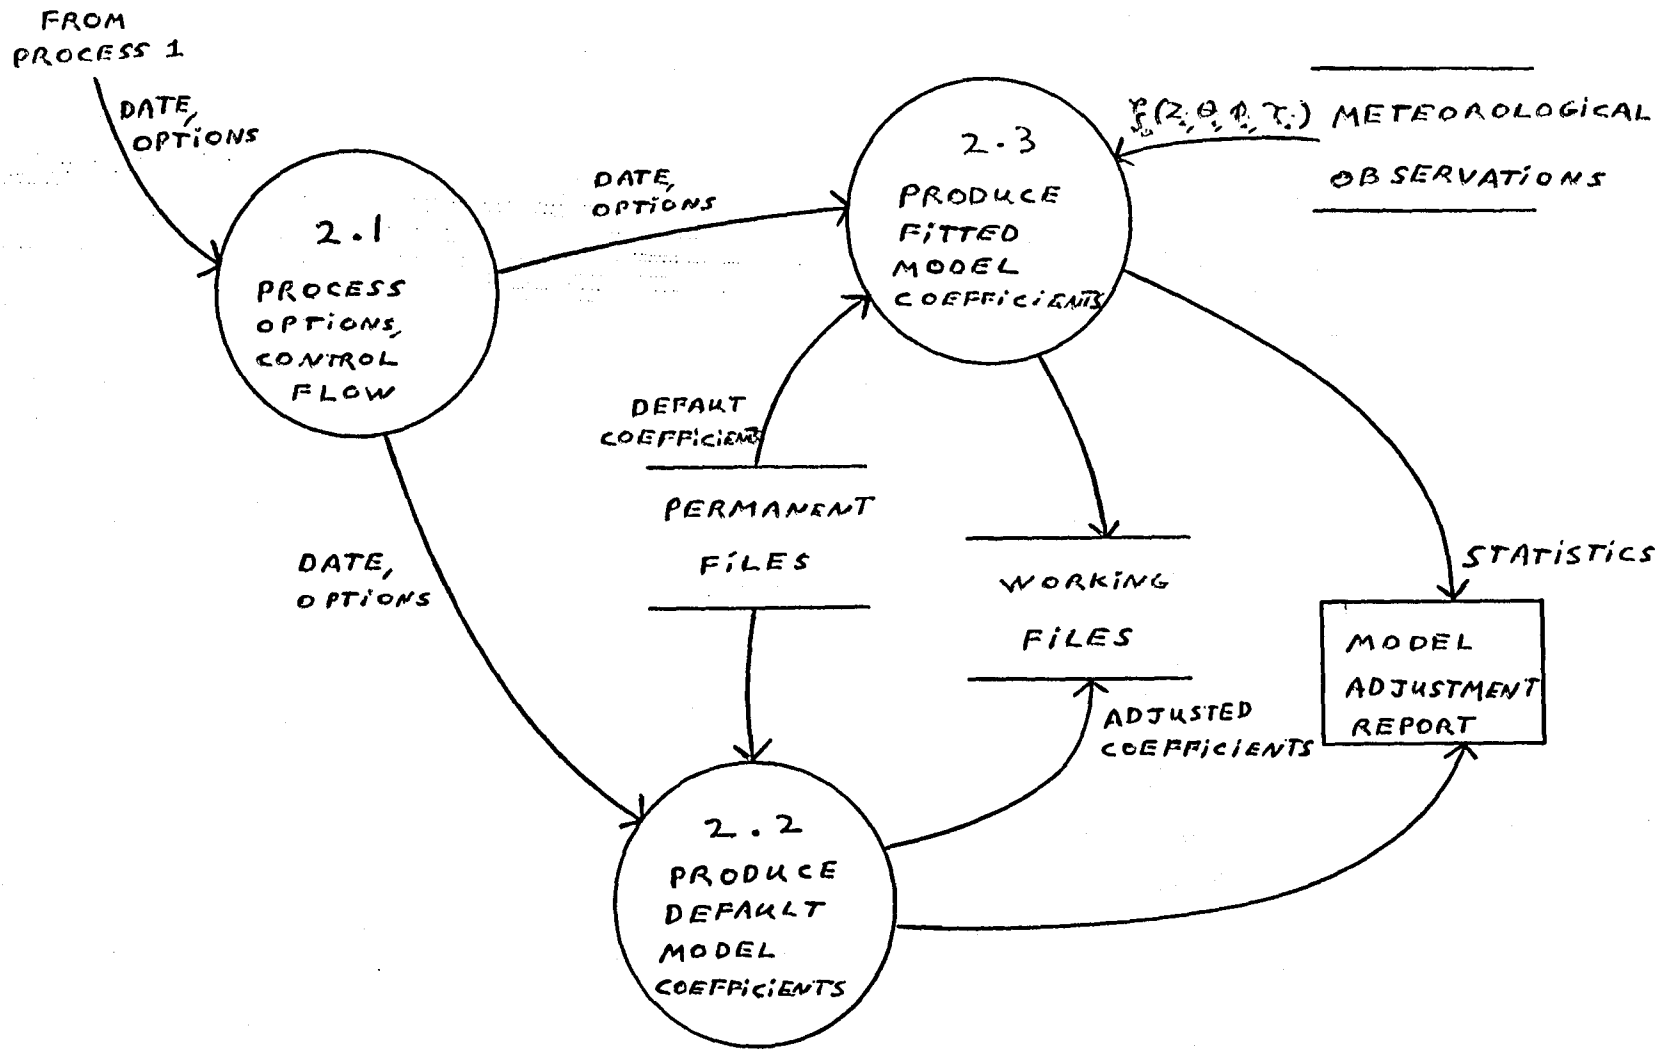 FROM
PROCESS 1
DATE,
OPTIONS
2.1
PROCESS
OPTIONS,
CONTROL
FLOW
DATE,
OPTIONS
2.3
PRODUCE
FITTED
MODEL
COEFFICIENTS
METEOROLOGICAL
OBSERVATIONS
DEFAUT
COEFFICIENTS
PERMANENT
FILES
DATE,
OPTIONS
WORKING
FILES
STATISTICS
MODEL
ADJUSTMENT
REPORT
ADJUSTED
COEFFICIENTS
2.2
PRODUCE
DEFAULT
MODEL
COEFFICIENTS